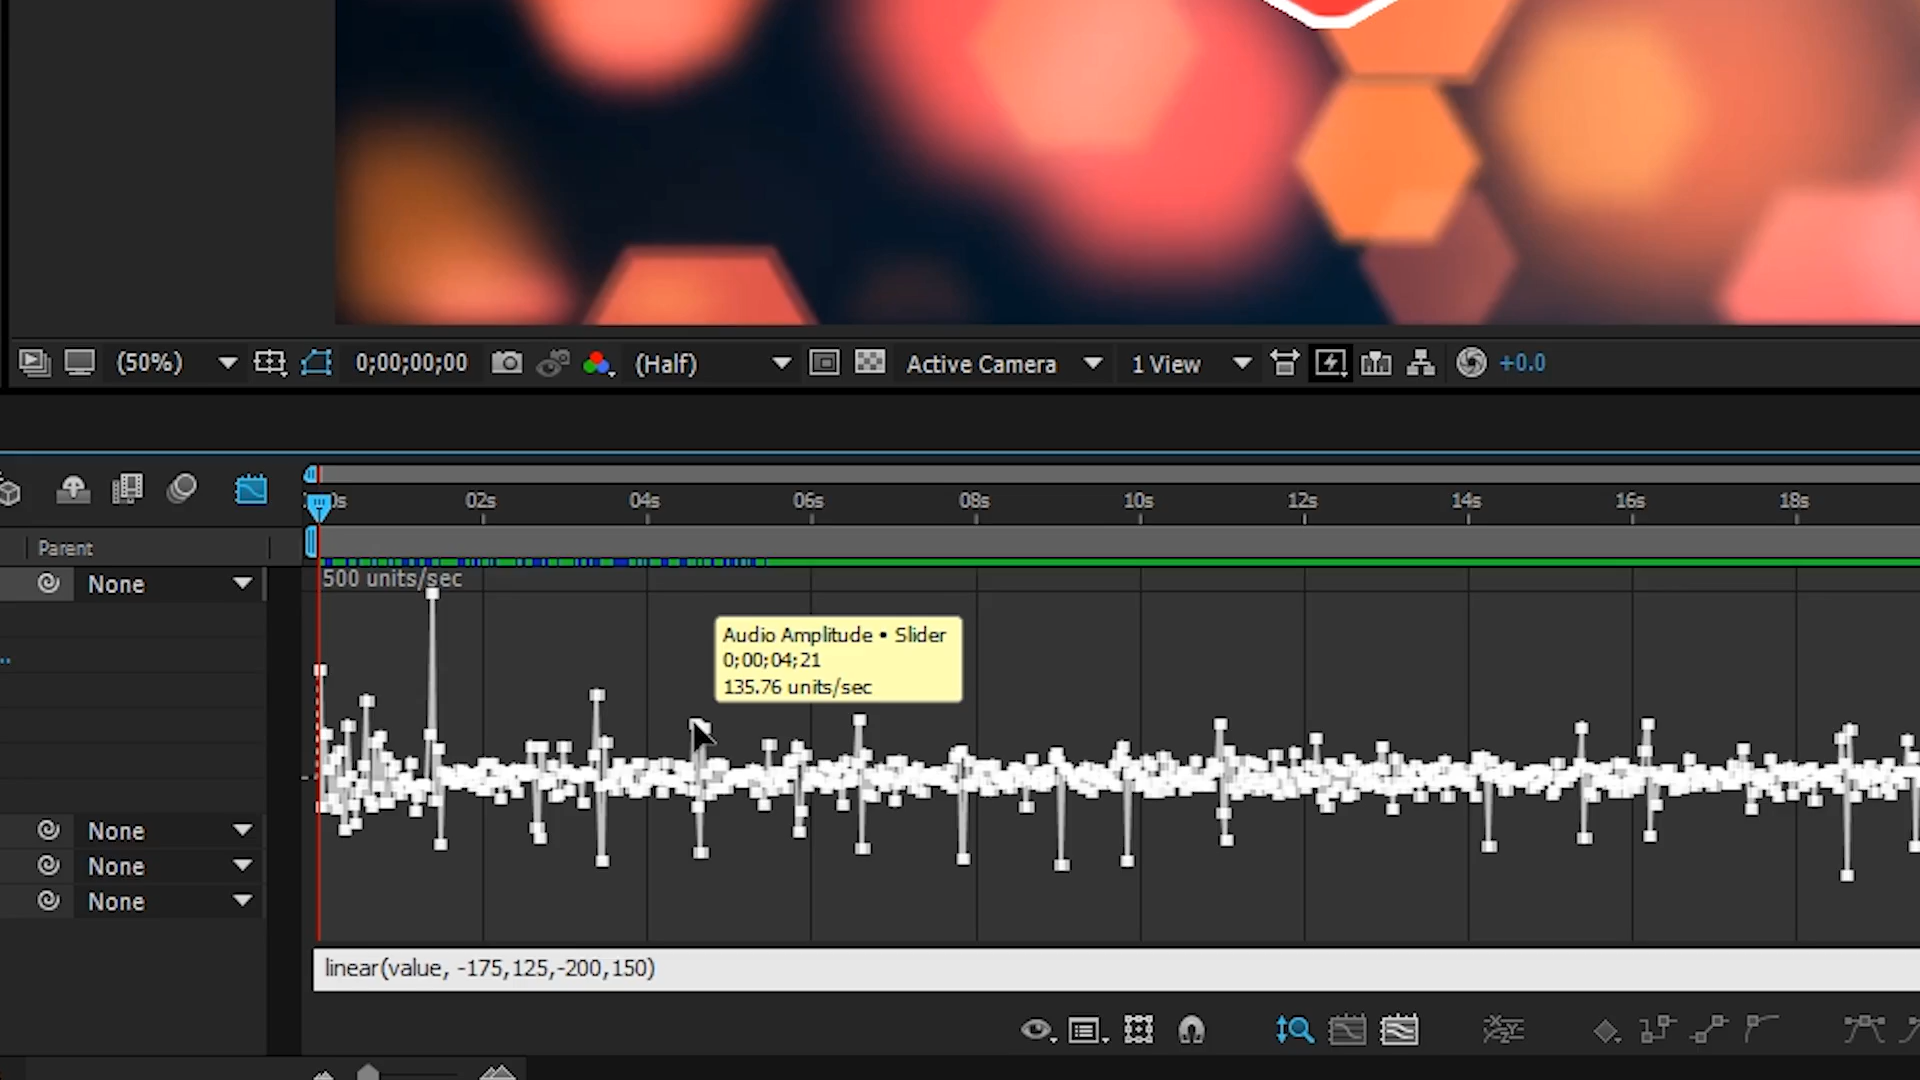 (50%) 0;00;00;00 (Half) Active Camera 1 View +0.0
0s 02s 04s 06s 08s 10s 12s 14s 16s 18s
Parent
None
500 units/sec
Audio Amplitude • Slider
0;00;04;21
135.76 units/sec
None
None
None
linear(value, -175,125,-200,150)